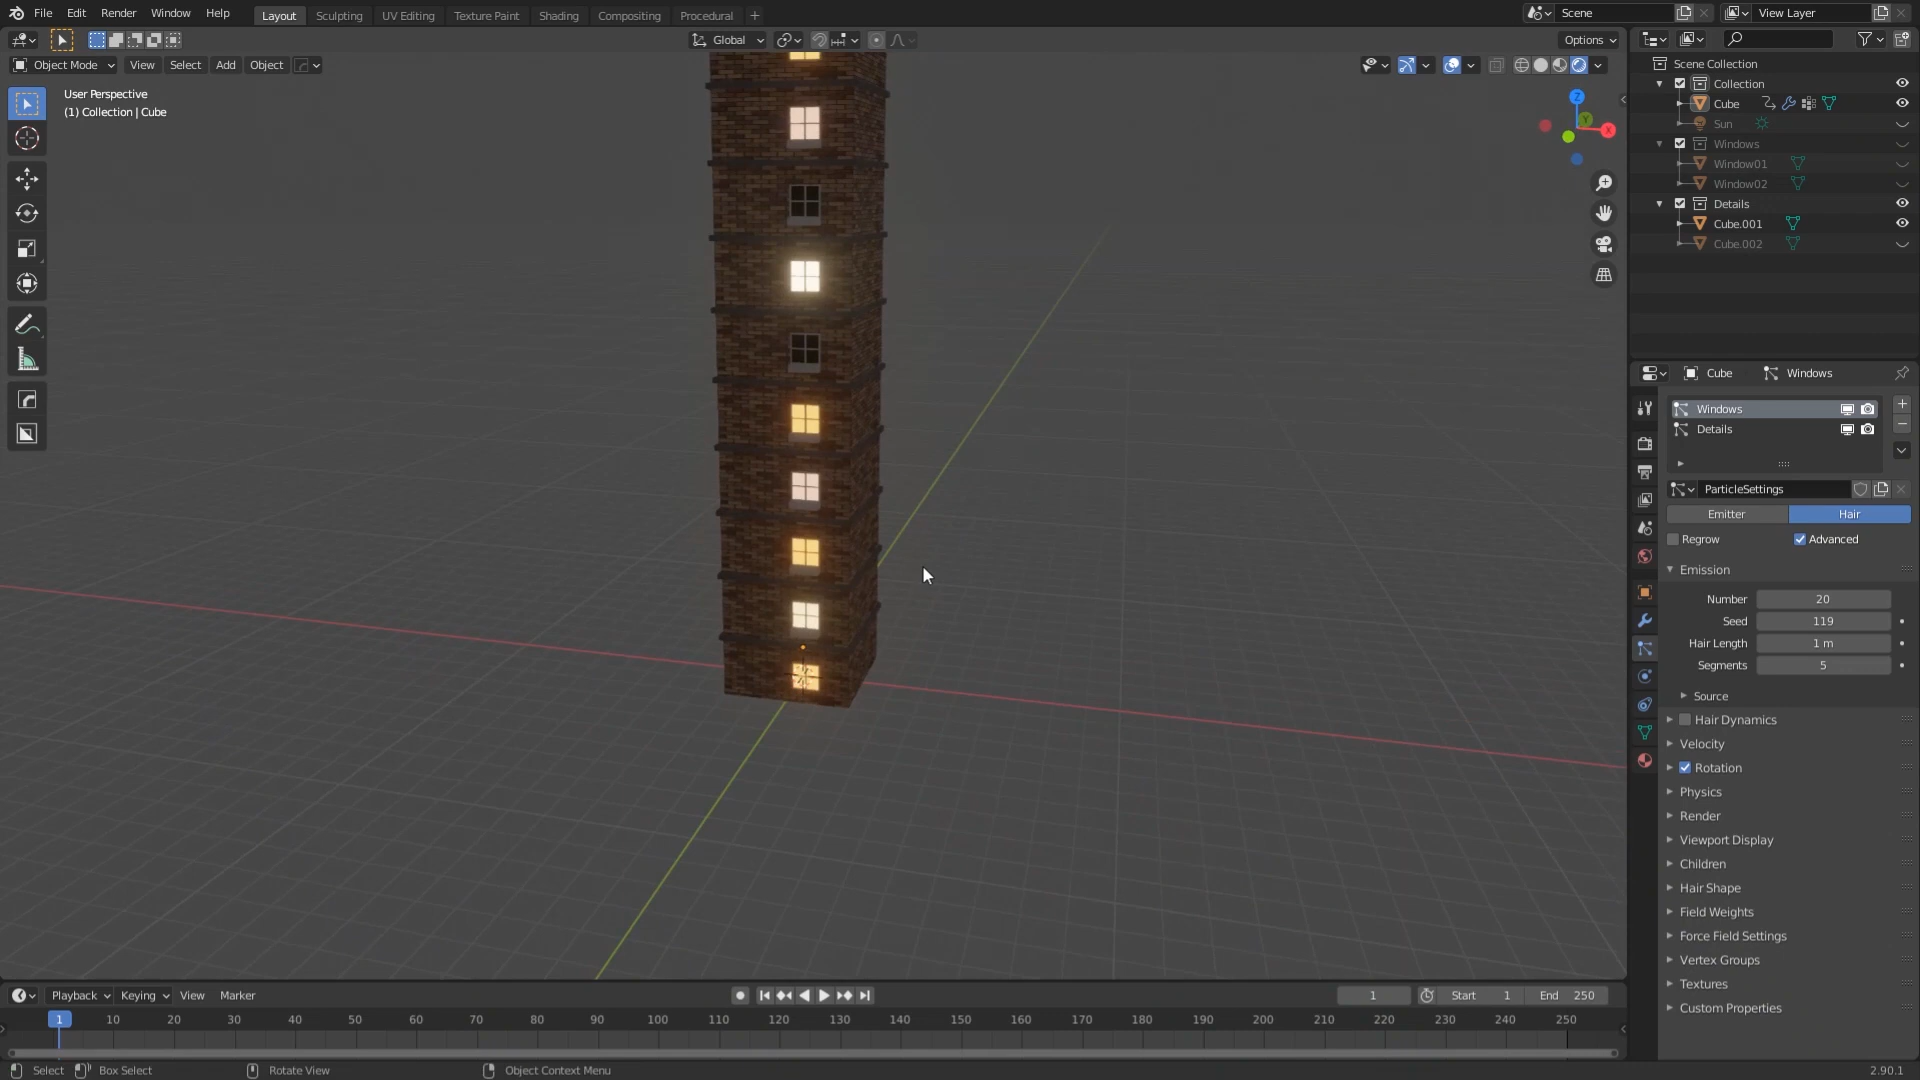 File Edit Render Window Help Layout Sculpting UV Editing Texture Paint Shading Compositing Procedural + Scene View Layer
Global Options
Object Mode View Select Add Object
User Perspective
(1) Collection | Cube
Z
Y
X
Scene Collection
Collection
Cube
Sun
Windows
Window01
Window02
Details
Cube.001
Cube.002
Cube Windows
Windows
Details
ParticleSettings
Emitter Hair
Regrow Advanced
Emission
Number 20
Seed 119
Hair Length 1 m
Segments 5
Source
Hair Dynamics
Velocity
Rotation
Physics
Render
Viewport Display
Children
Hair Shape
Field Weights
Force Field Settings
Vertex Groups
Textures
Custom Properties
Playback Keying View Marker 1 Start 1 End 250
1 10 20 30 40 50 60 70 80 90 100 110 120 130 140 150 160 170 180 190 200 210 220 230 240 250
Select Box Select Rotate View Object Context Menu 2.90.1